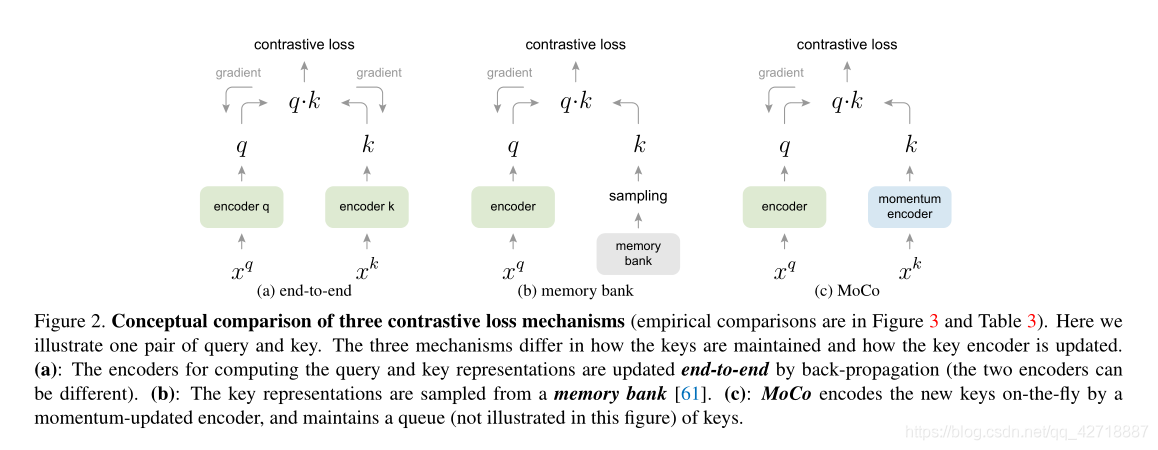 contrastive loss
gradient
gradient
q·k
q
k
encoder q
encoder k
x^q
x^k
(a) end-to-end
contrastive loss
gradient
q·k
q
k
encoder
sampling
memory
bank
x^q
(b) memory bank
contrastive loss
gradient
q·k
q
k
encoder
momentum
encoder
x^q
x^k
(c) MoCo
Figure 2. Conceptual comparison of three contrastive loss mechanisms (empirical comparisons are in Figure 3 and Table 3). Here we
illustrate one pair of query and key. The three mechanisms differ in how the keys are maintained and how the key encoder is updated.
(a): The encoders for computing the query and key representations are updated end-to-end by back-propagation (the two encoders can
be different). (b): The key representations are sampled from a memory bank [61]. (c): MoCo encodes the new keys on-the-fly by a
momentum-updated encoder, and maintains a queue (not illustrated in this figure) of keys.
https://blog.csdn.net/qq_42718887